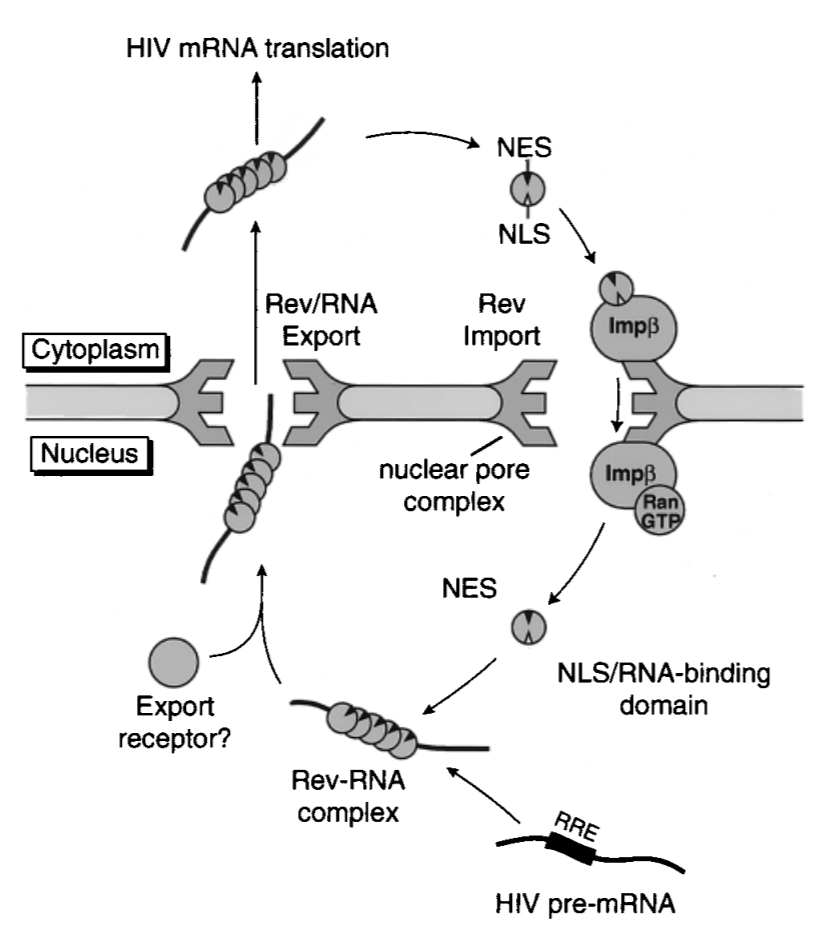 HIV mRNA translation
NES
NLS
Rev/RNA
Export
Rev
Import
Impβ
Cytoplasm
Nucleus
nuclear pore
complex
Impβ
Ran
GTP
NES
NLS/RNA-binding
domain
Export
receptor?
Rev-RNA
complex
RRE
HIV pre-mRNA